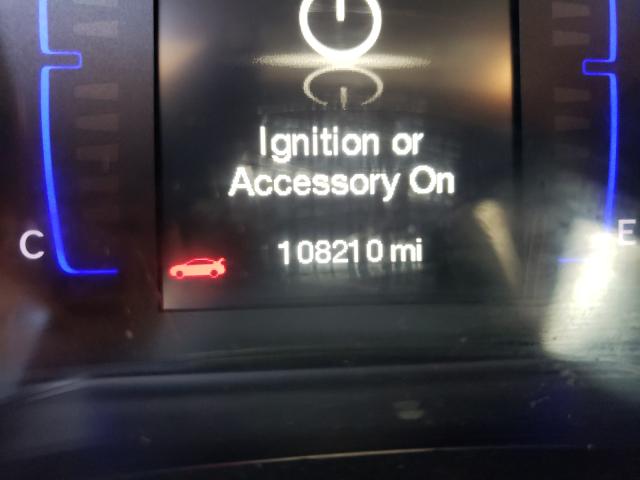 Ignition or
Accessory On
C
108210 mi
E